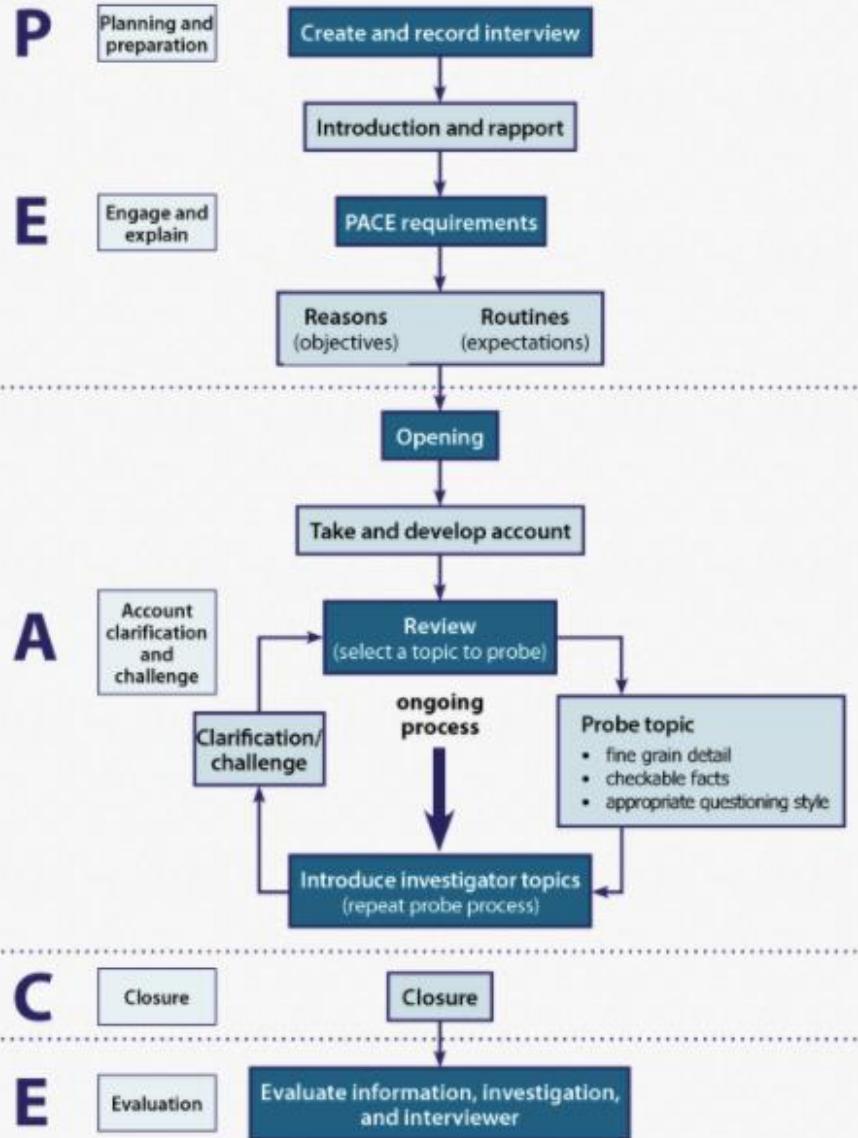 P
Planning and
preparation
Create and record interview
Introduction and rapport
E
Engage and
explain
PACE requirements
Reasons
(objectives)
Routines
(expectations)
Opening
Take and develop account
A
Account
clarification
and
challenge
Review
(select a topic to probe)
ongoing
process
Clarification/
challenge
Probe topic
• fine grain detail
• checkable facts
• appropriate questioning style
Introduce investigator topics
(repeat probe process)
C
Closure
Closure
E
Evaluation
Evaluate information, investigation,
and interviewer